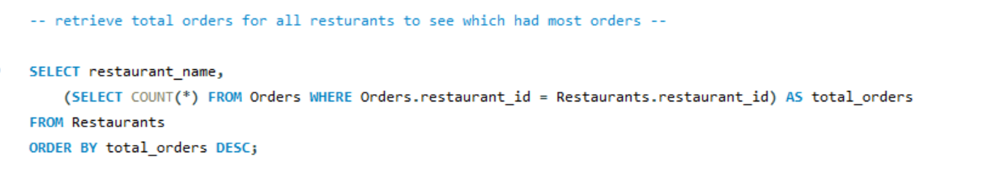 -- retrieve total orders for all resturants to see which had most orders --
SELECT restaurant_name,
(SELECT COUNT(*) FROM Orders WHERE Orders.restaurant_id = Restaurants.restaurant_id) AS total_orders
FROM Restaurants
ORDER BY total_orders DESC;